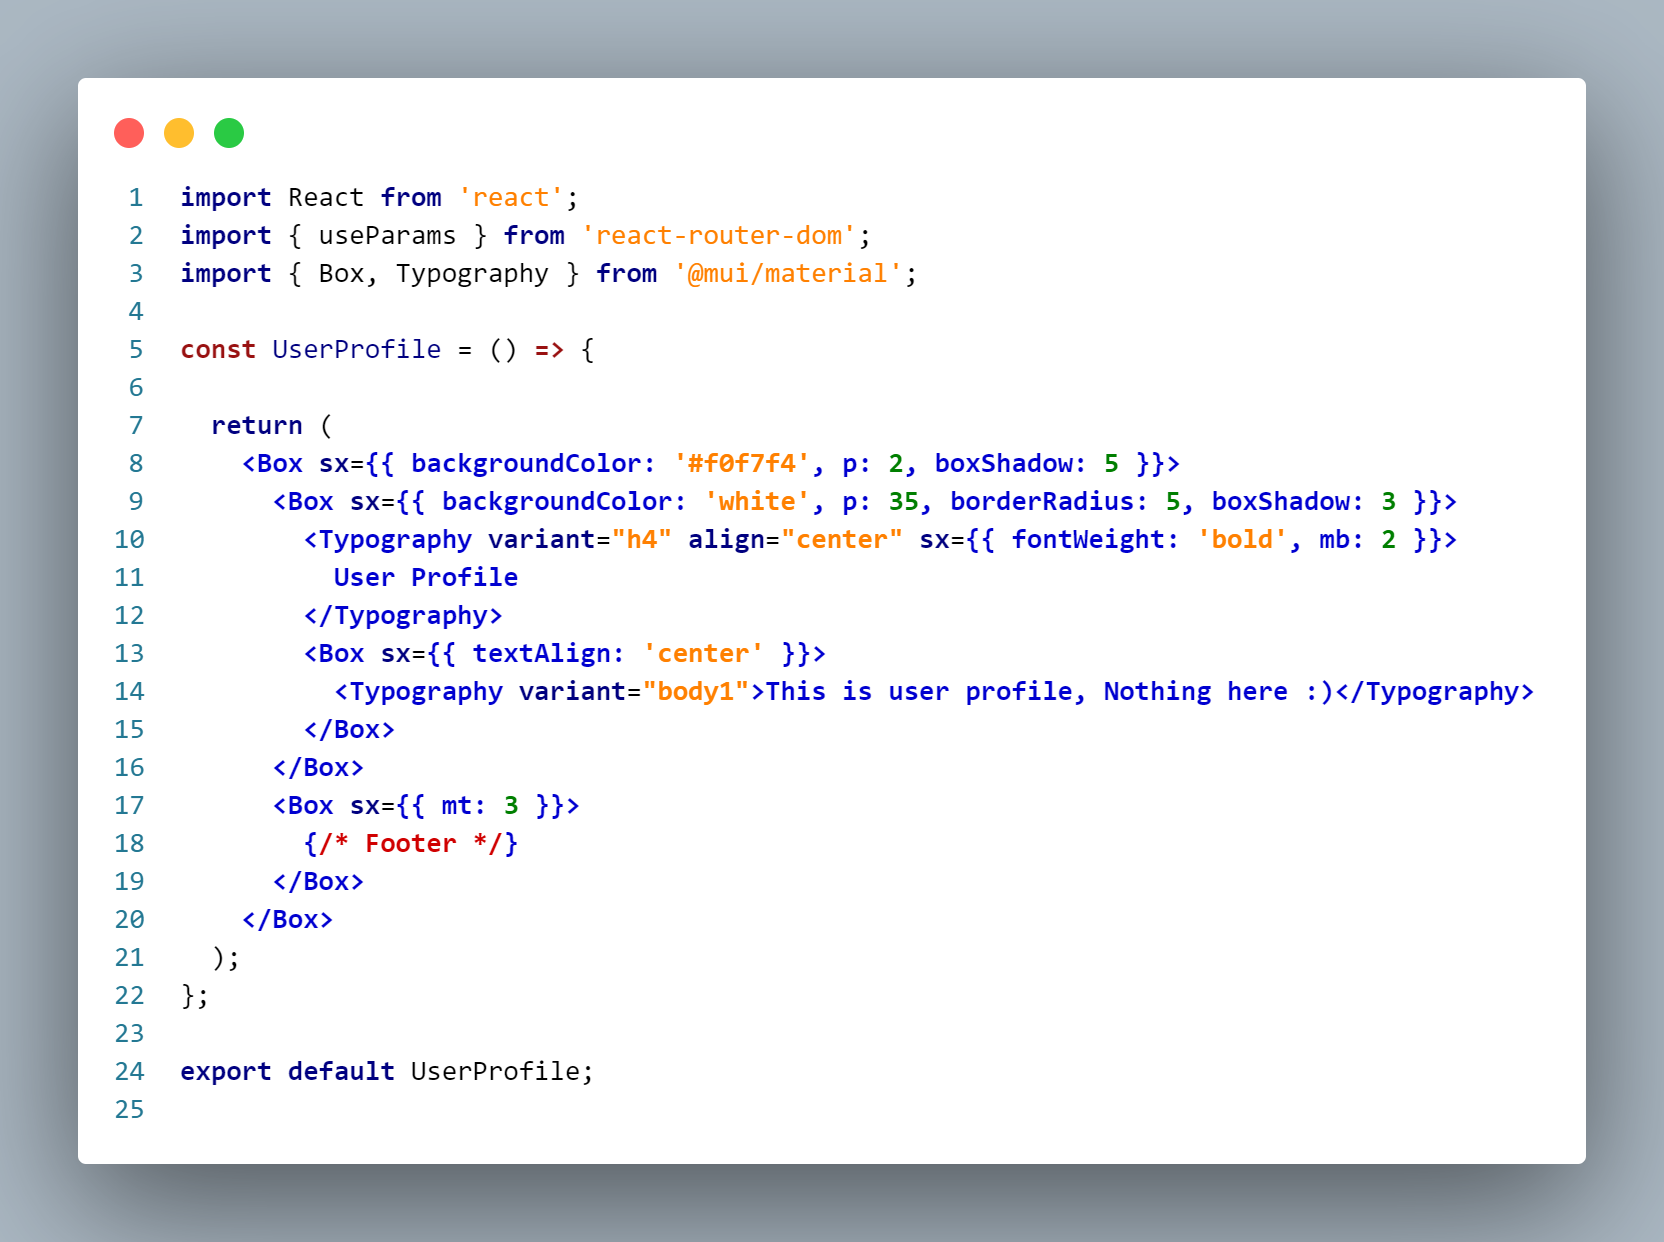 1 import React from 'react';
2 import { useParams } from 'react-router-dom';
3 import { Box, Typography } from '@mui/material';
4
5 const UserProfile = () => {
6
7   return (
8     <Box sx={{ backgroundColor: '#f0f7f4', p: 2, boxShadow: 5 }}>
9       <Box sx={{ backgroundColor: 'white', p: 35, borderRadius: 5, boxShadow: 3 }}>
10         <Typography variant="h4" align="center" sx={{ fontWeight: 'bold', mb: 2 }}>
11           User Profile
12         </Typography>
13         <Box sx={{ textAlign: 'center' }}>
14           <Typography variant="body1">This is user profile, Nothing here :)</Typography>
15         </Box>
16       </Box>
17       <Box sx={{ mt: 3 }}>
18         {/* Footer */}
19       </Box>
20     </Box>
21   );
22 };
23
24 export default UserProfile;
25